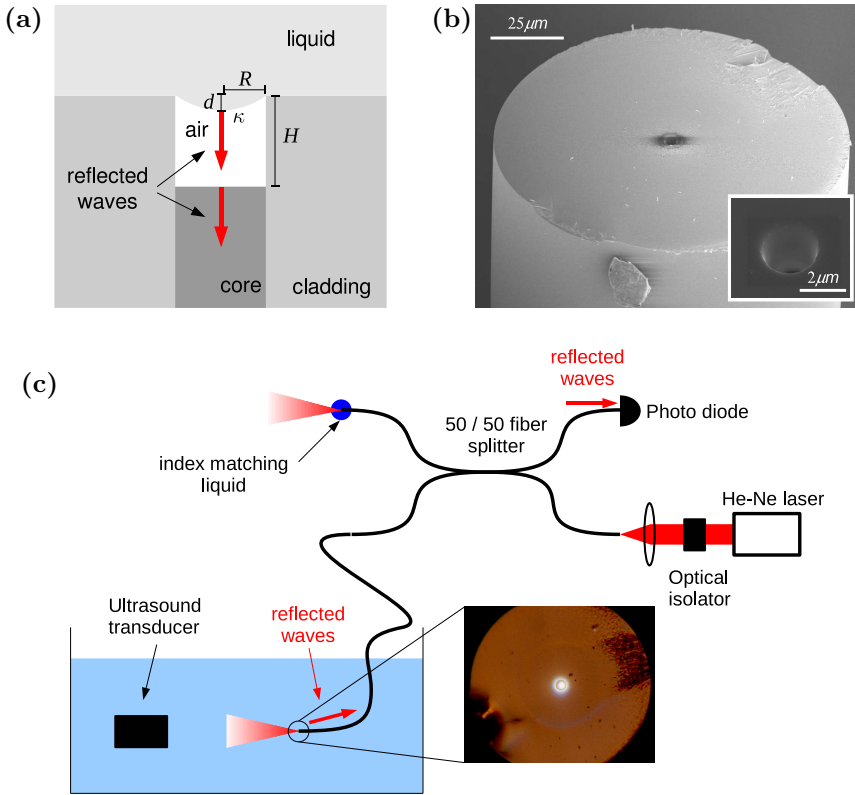 (a)
liquid
R
d
κ
air
H
reflected
waves
core
cladding
(b)
25μm
2μm
(c)
reflected
waves
50 / 50 fiber
splitter
Photo diode
index matching
liquid
He-Ne laser
Optical
isolator
Ultrasound
transducer
reflected
waves